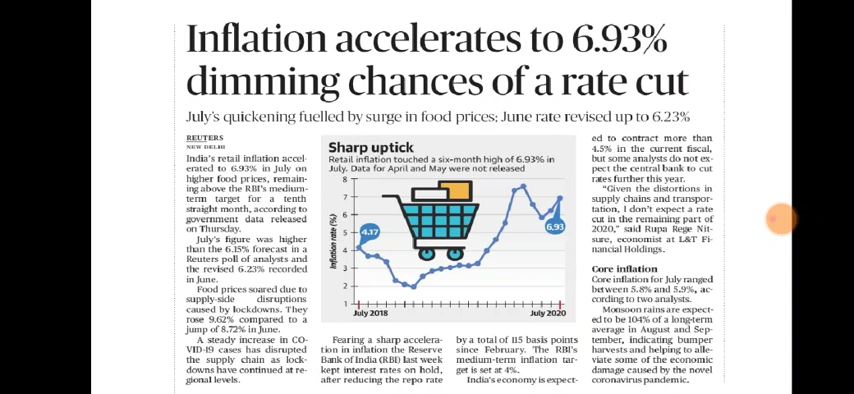 Inflation accelerates to 6.93%
dimming chances of a rate cut
July's quickening fuelled by surge in food prices; June rate revised up to 6.23%
REUTERS
NEW DELHI
India's retail inflation accel-
erated to 6.93% in July on
higher food prices, remain-
ing above the RBI's medium-
term target for a tenth
straight month, according to
government data released
on Thursday.
July's figure was higher
than the 6.15% forecast in a
Reuters poll of analysts and
the revised 6.23% recorded
in June.
Food prices soared due to
supply-side disruptions
caused by lockdowns. They
rose 9.62% compared to a
jump of 8.72% in June.
A steady increase in CO-
VID-19 cases has disrupted
the supply chain as lock-
downs have continued at re-
gional levels.
Sharp uptick
Retail inflation touched a six-month high of 6.93% in
July. Data for April and May were not released
Inflation rate (%)
8
7
6
5
4
3
2
1
4.17
6.93
July 2018
July 2020
Fearing a sharp accelera-
tion in inflation the Reserve
Bank of India (RBI) last week
kept interest rates on hold,
after reducing the repo rate
by a total of 115 basis points
since February. The RBI's
medium-term inflation tar-
get is set at 4%.
India's economy is expect-
ed to contract more than
4.5% in the current fiscal,
but some analysts do not ex-
pect the central bank to cut
rates further this year.
"Given the distortions in
supply chains and transpor-
tation, I don't expect a rate
cut in the remaining part of
2020," said Rupa Rege Nit-
sure, economist at L&T Fi-
nancial Holdings.
Core inflation
Core inflation for July ranged
between 5.8% and 5.9%, ac-
cording to two analysts.
Monsoon rains are expect-
ed to be 104% of a long-term
average in August and Sep-
tember, indicating bumper
harvests and helping to alle-
viate some of the economic
damage caused by the novel
coronavirus pandemic.